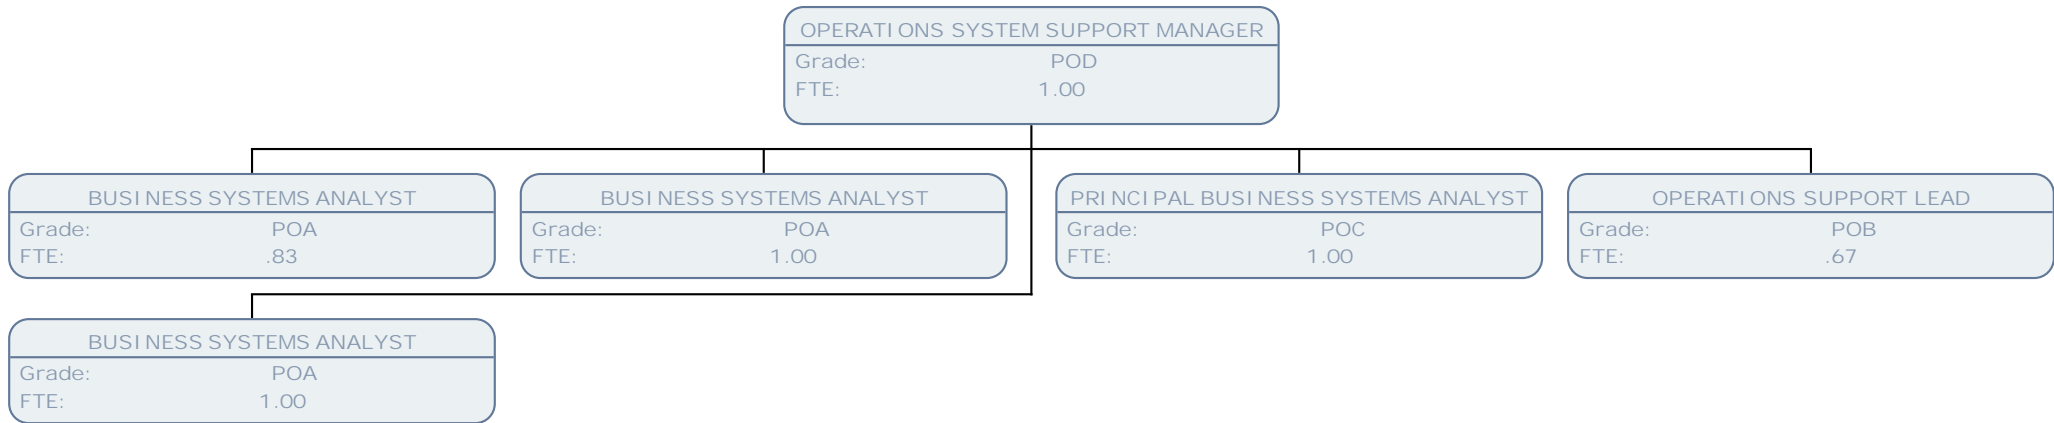 OPERATIONS SYSTEM SUPPORT MANAGER
Grade: POD
FTE: 1.00
BUSINESS SYSTEMS ANALYST
Grade: POA
FTE: .83
BUSINESS SYSTEMS ANALYST
Grade: POA
FTE: 1.00
PRINCIPAL BUSINESS SYSTEMS ANALYST
Grade: POC
FTE: 1.00
OPERATIONS SUPPORT LEAD
Grade: POB
FTE: .67
BUSINESS SYSTEMS ANALYST
Grade: POA
FTE: 1.00